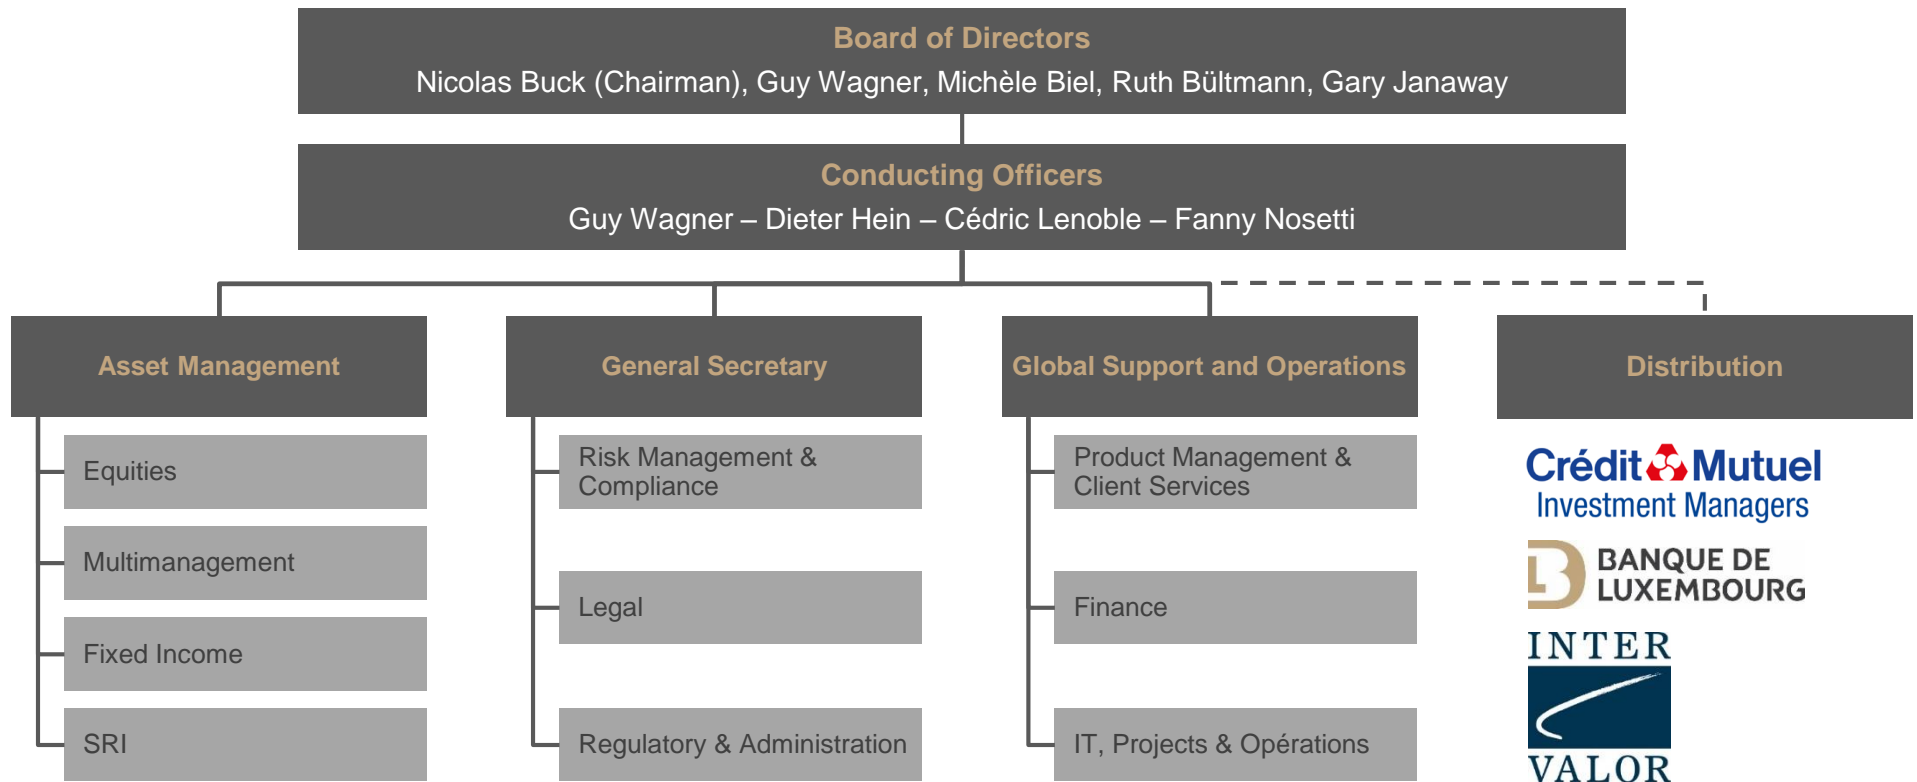 Board of Directors
Nicolas Buck (Chairman), Guy Wagner, Michèle Biel, Ruth Bültmann, Gary Janaway
Conducting Officers
Guy Wagner – Dieter Hein – Cédric Lenoble – Fanny Nosetti
Asset Management
Equities
Multimanagement
Fixed Income
SRI
General Secretary
Risk Management &
Compliance
Legal
Regulatory & Administration
Global Support and Operations
Product Management &
Client Services
Finance
IT, Projects & Opérations
Distribution
Crédit Mutuel
Investment Managers
BANQUE DE
LUXEMBOURG
INTER
VALOR